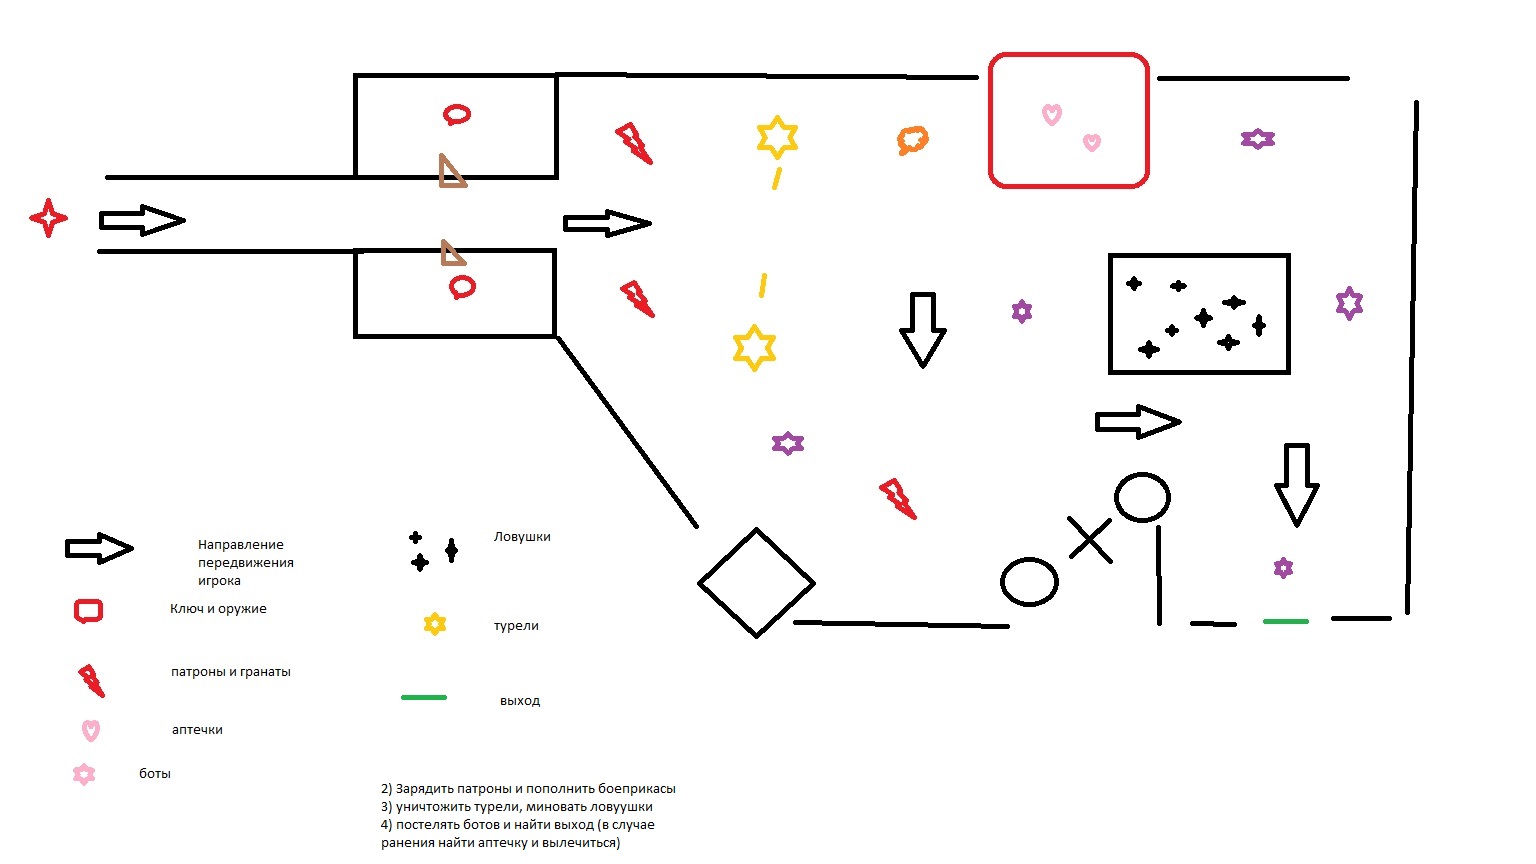 Направление
передвижения
игрока
Ключ и оружие
патроны и гранаты
аптечки
боты
Ловушки
турели
выход
2) Зарядить патроны и пополнить боеприкасы
3) уничтожить турели, миновать ловуушки
4) постелять ботов и найти выход (в случае
ранения найти аптечку и вылечиться)